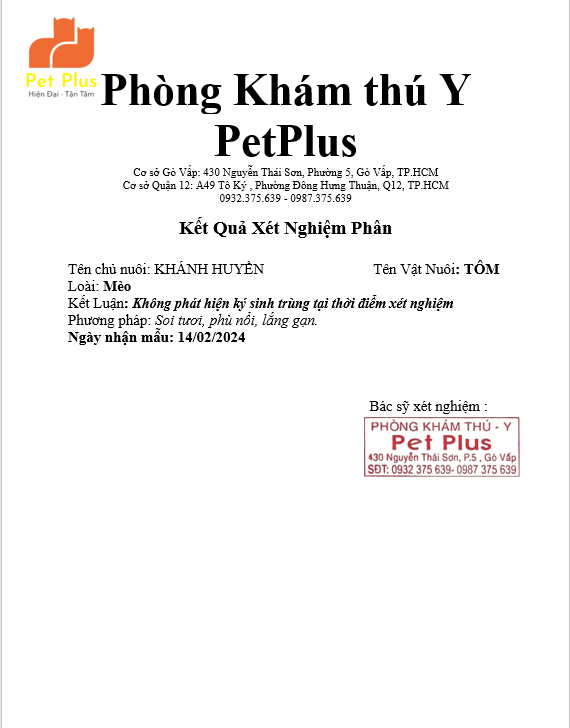 Pet Plus
Hiện Đai - Tận Tâm
Phòng Khám thú Y
PetPlus
Cơ sở Gò Vấp: 430 Nguyễn Thái Sơn, Phường 5, Gò Vấp, TP.HCM
Cơ sở Quận 12: A49 Tô Ký , Phường Đông Hưng Thuận, Q12, TP.HCM
0932.375.639 - 0987.375.639
Kết Quả Xét Nghiệm Phân
Tên chủ nuôi: KHÁNH HUYỀN Tên Vật Nuôi: TÔM
Loài: Mèo
Kết Luận: Không phát hiện ký sinh trùng tại thời điểm xét nghiệm
Phương pháp: Soi tươi, phù nổi, lắng gạn.
Ngày nhận mẫu: 14/02/2024
Bác sỹ xét nghiệm :
PHÒNG KHÁM THÚ - Y
Pet Plus
430 Nguyễn Thái Sơn, P.5 , Gò Vấp
SĐT: 0932 375 639- 0987 375 639